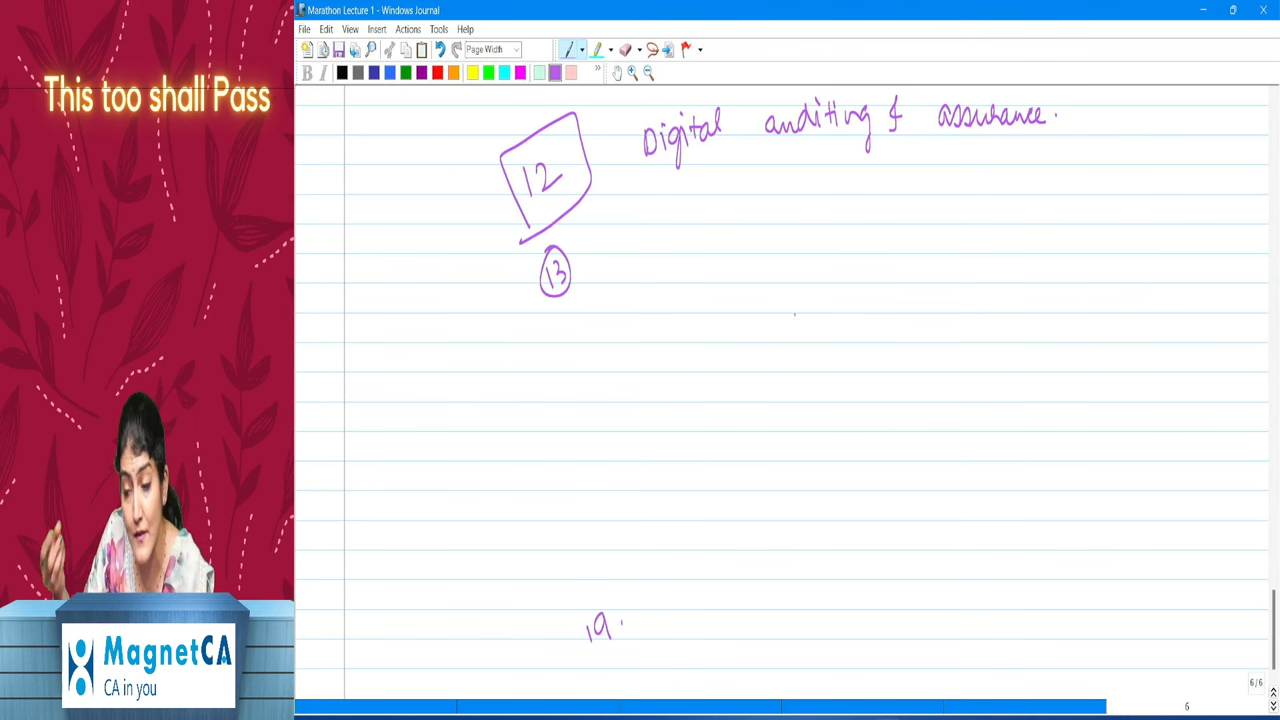 Marathon Lecture 1 - Windows Journal
File Edit View Insert Actions Tools Help
Page Width
B I
This too shall Pass
Digital auditing & assurance.
12
13
19.
MagnetCA
CA in you
6/6
6